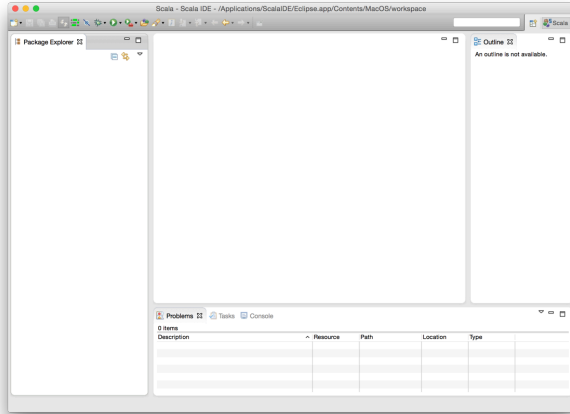 Scala - Scala IDE - /Applications/ScalaIDE/Eclipse.app/Contents/MacOS/workspace
Scala
Package Explorer
Outline
An outline is not available.
Problems Tasks Console
0 items
Description Resource Path Location Type